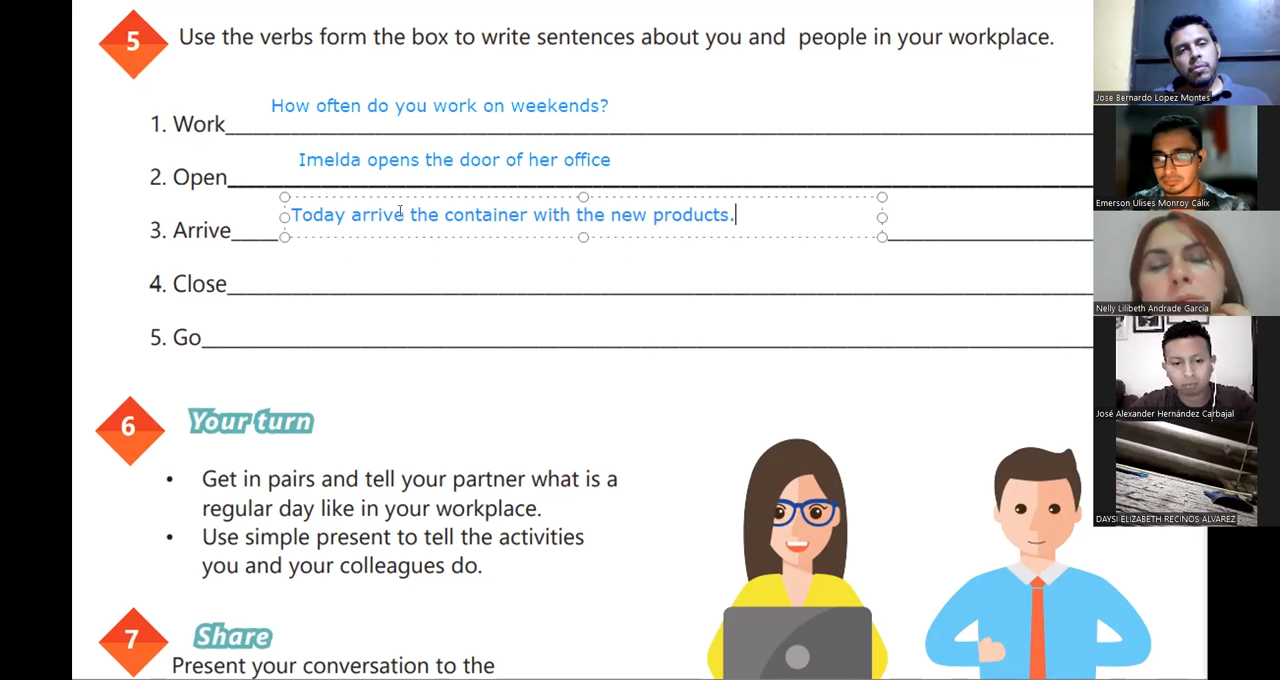 5 Use the verbs form the box to write sentences about you and people in your workplace.
How often do you work on weekends?
1. Work
Imelda opens the door of her office
2. Open
Today arrive the container with the new products.
3. Arrive
4. Close
5. Go
6 Your turn
• Get in pairs and tell your partner what is a
regular day like in your workplace.
• Use simple present to tell the activities
you and your colleagues do.
7 Share
Present your conversation to the
Jose Bernardo Lopez Montes
Emerson Ulises Monroy Cálix
Nelly Lilibeth Andrade García
José Alexander Hernández Carbajal
DAYSI ELIZABETH RECINOS ALVAREZ